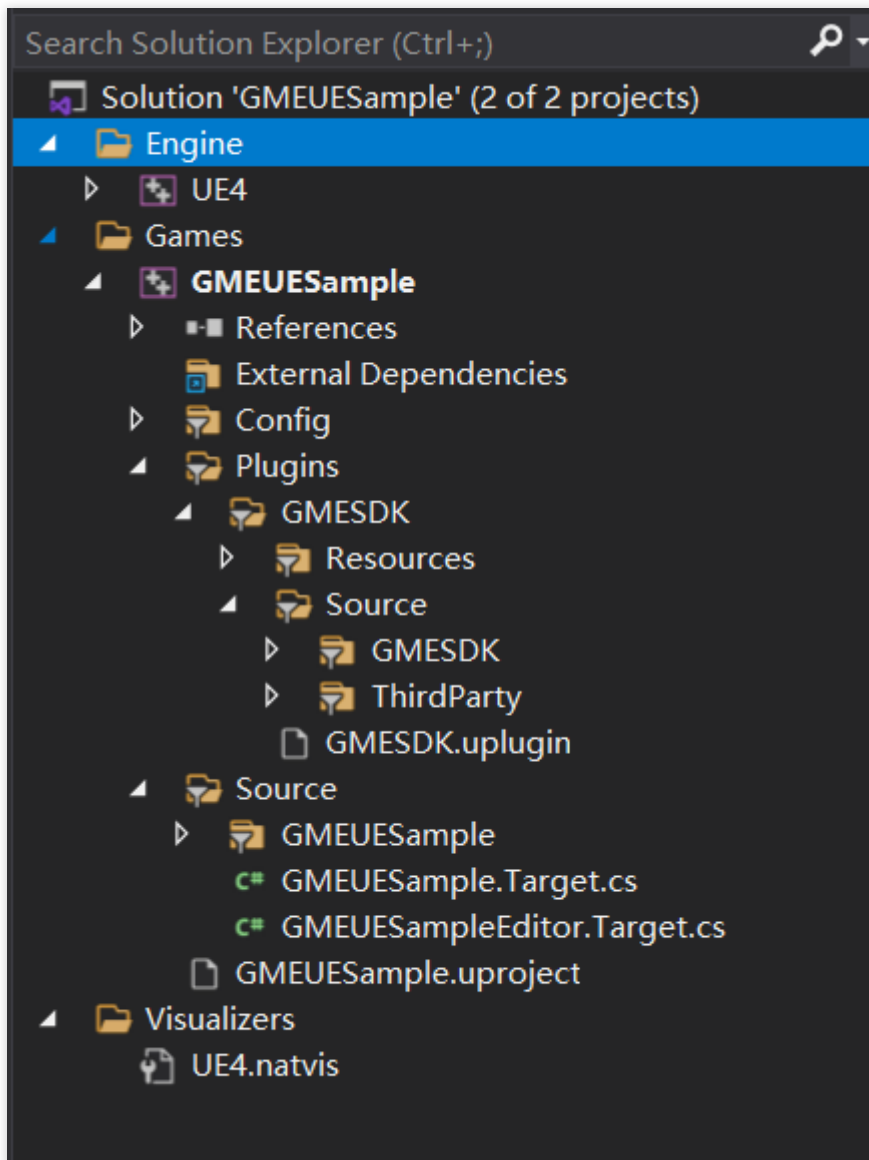 Search Solution Explorer (Ctrl+;)
Solution 'GMEUESample' (2 of 2 projects)
Engine
UE4
Games
GMEUESample
References
External Dependencies
Config
Plugins
GMESDK
Resources
Source
GMESDK
ThirdParty
GMESDK.uplugin
Source
GMEUESample
C# GMEUESample.Target.cs
C# GMEUESampleEditor.Target.cs
GMEUESample.uproject
Visualizers
UE4.natvis